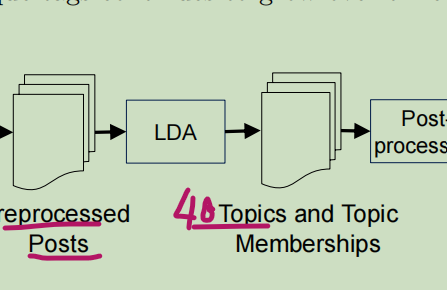 LDA
Post-
process
reprocessed
Posts
40 Topics and Topic
Memberships